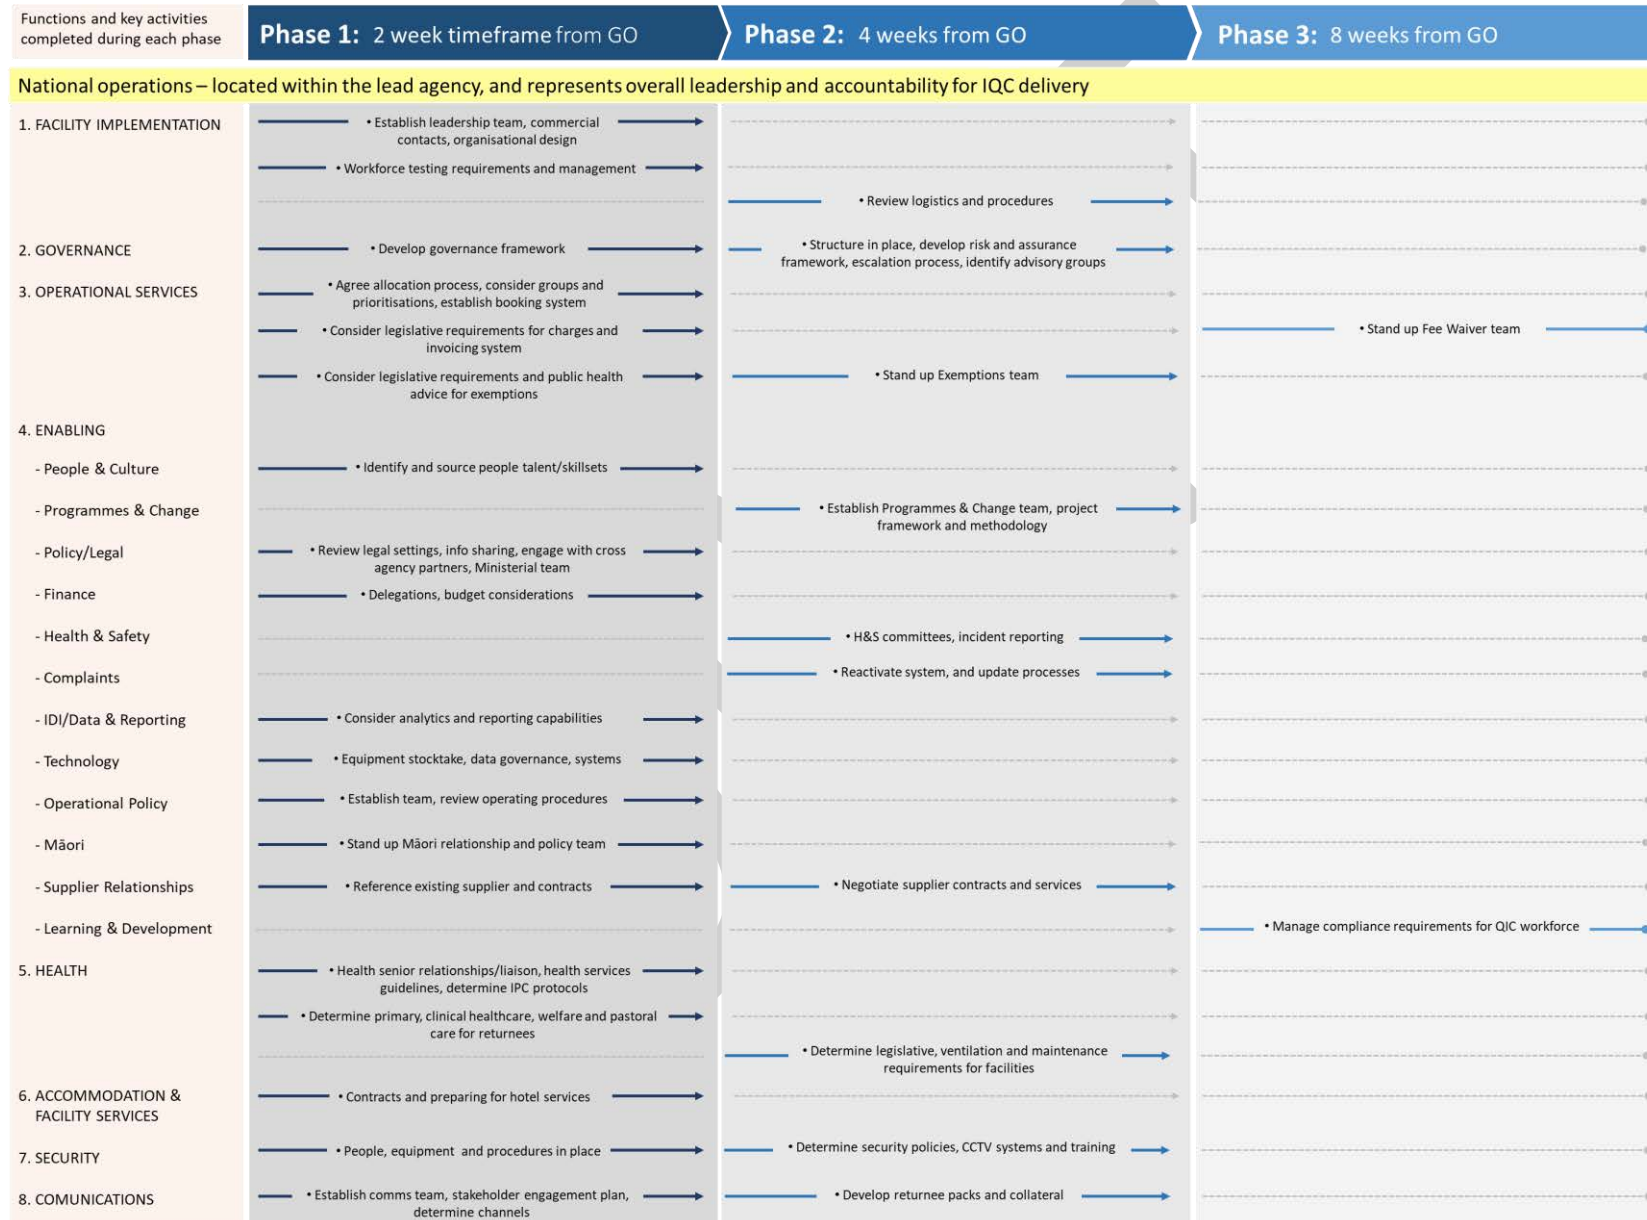 Functions and key activities
completed during each phase
Phase 1: 2 week timeframe from GO
Phase 2: 4 weeks from GO
Phase 3: 8 weeks from GO
National operations – located within the lead agency, and represents overall leadership and accountability for IQC delivery
1. FACILITY IMPLEMENTATION
• Establish leadership team, commercial
contacts, organisational design
• Workforce testing requirements and management
• Review logistics and procedures
2. GOVERNANCE
• Develop governance framework
• Structure in place, develop risk and assurance
framework, escalation process, identify advisory groups
3. OPERATIONAL SERVICES
• Agree allocation process, consider groups and
prioritisations, establish booking system
• Consider legislative requirements for charges and
invoicing system
• Stand up Fee Waiver team
• Consider legislative requirements and public health
advice for exemptions
• Stand up Exemptions team
4. ENABLING
- People & Culture
• Identify and source people talent/skillsets
- Programmes & Change
• Establish Programmes & Change team, project
framework and methodology
- Policy/Legal
• Review legal settings, info sharing, engage with cross
agency partners, Ministerial team
- Finance
• Delegations, budget considerations
- Health & Safety
• H&S committees, incident reporting
- Complaints
• Reactivate system, and update processes
- IDI/Data & Reporting
• Consider analytics and reporting capabilities
- Technology
• Equipment stocktake, data governance, systems
- Operational Policy
• Establish team, review operating procedures
- Māori
• Stand up Māori relationship and policy team
- Supplier Relationships
• Reference existing supplier and contracts
• Negotiate supplier contracts and services
- Learning & Development
• Manage compliance requirements for QIC workforce
5. HEALTH
• Health senior relationships/liaison, health services
guidelines, determine IPC protocols
• Determine primary, clinical healthcare, welfare and pastoral
care for returnees
• Determine legislative, ventilation and maintenance
requirements for facilities
6. ACCOMMODATION &
FACILITY SERVICES
• Contracts and preparing for hotel services
7. SECURITY
• People, equipment and procedures in place
• Determine security policies, CCTV systems and training
8. COMUNICATIONS
• Establish comms team, stakeholder engagement plan,
determine channels
• Develop returnee packs and collateral